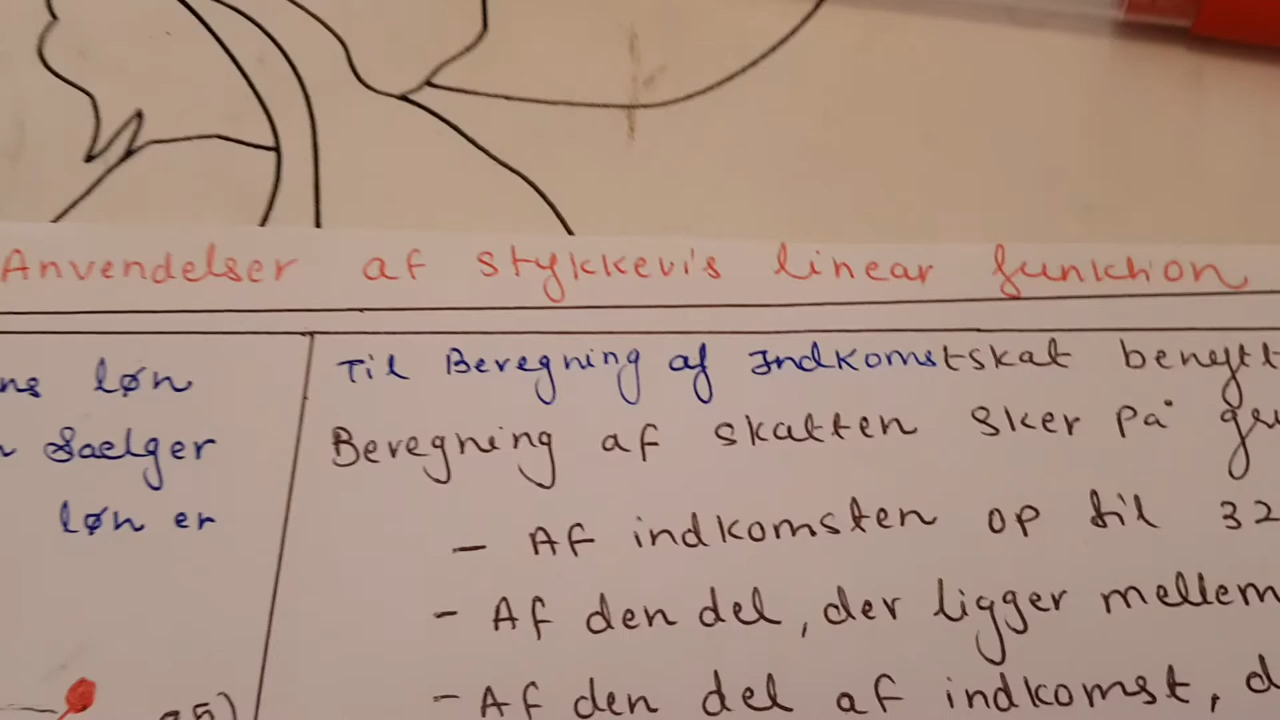 Anvendelser af stykkevis linear funktion
løn
Saelger
løn er
Til Beregning af Indkomstskat
Beregning af skatten sker på
- Af indkomsten op til 32
- Af den del, der ligger mellem
- Af den del af indkomst,